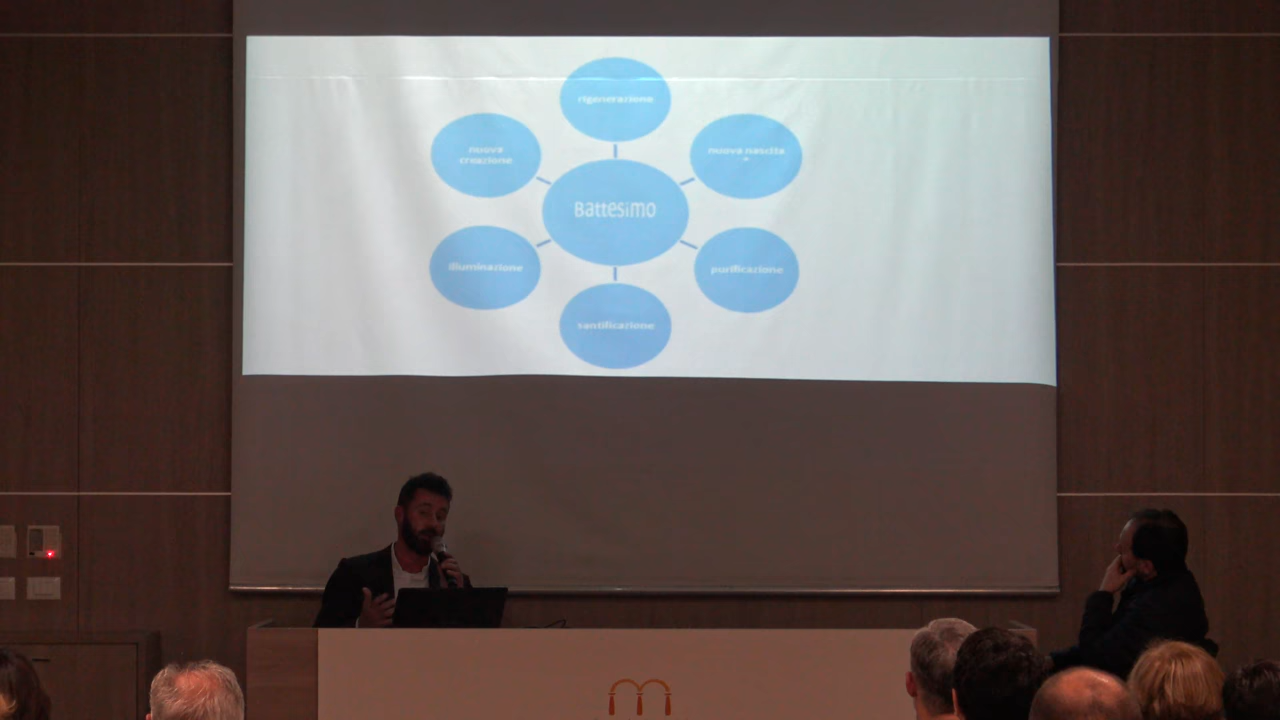 rigenerazione
nuova
creazione
nuova nascita
Battesimo
illuminazione
purificazione
santificazione